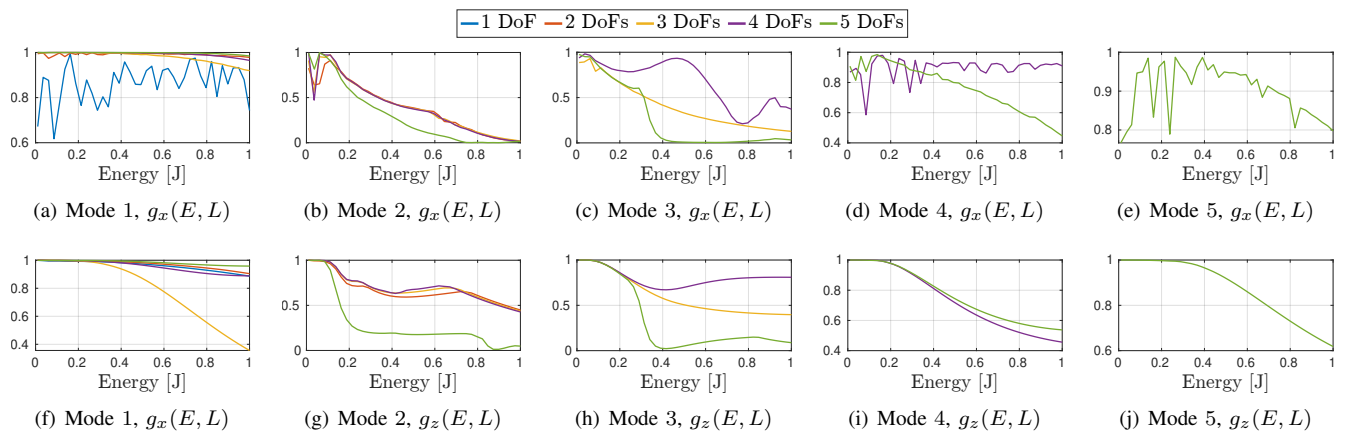 1 DoF 2 DoFs 3 DoFs 4 DoFs 5 DoFs
1
0.8
0.6
0 0.2 0.4 0.6 0.8 1
Energy [J]
(a) Mode 1, g_x(E, L)
1
0.5
0
0 0.2 0.4 0.6 0.8 1
Energy [J]
(b) Mode 2, g_x(E, L)
1
0.5
0
0 0.2 0.4 0.6 0.8 1
Energy [J]
(c) Mode 3, g_x(E, L)
1
0.8
0.6
0.4
0 0.2 0.4 0.6 0.8 1
Energy [J]
(d) Mode 4, g_x(E, L)
1
0.9
0.8
0 0.2 0.4 0.6 0.8 1
Energy [J]
(e) Mode 5, g_x(E, L)
1
0.8
0.6
0.4
0 0.2 0.4 0.6 0.8 1
Energy [J]
(f) Mode 1, g_x(E, L)
1
0.5
0
0 0.2 0.4 0.6 0.8 1
Energy [J]
(g) Mode 2, g_z(E, L)
1
0.5
0
0 0.2 0.4 0.6 0.8 1
Energy [J]
(h) Mode 3, g_z(E, L)
1
0.8
0.6
0.4
0 0.2 0.4 0.6 0.8 1
Energy [J]
(i) Mode 4, g_z(E, L)
1
0.8
0.6
0 0.2 0.4 0.6 0.8 1
Energy [J]
(j) Mode 5, g_z(E, L)